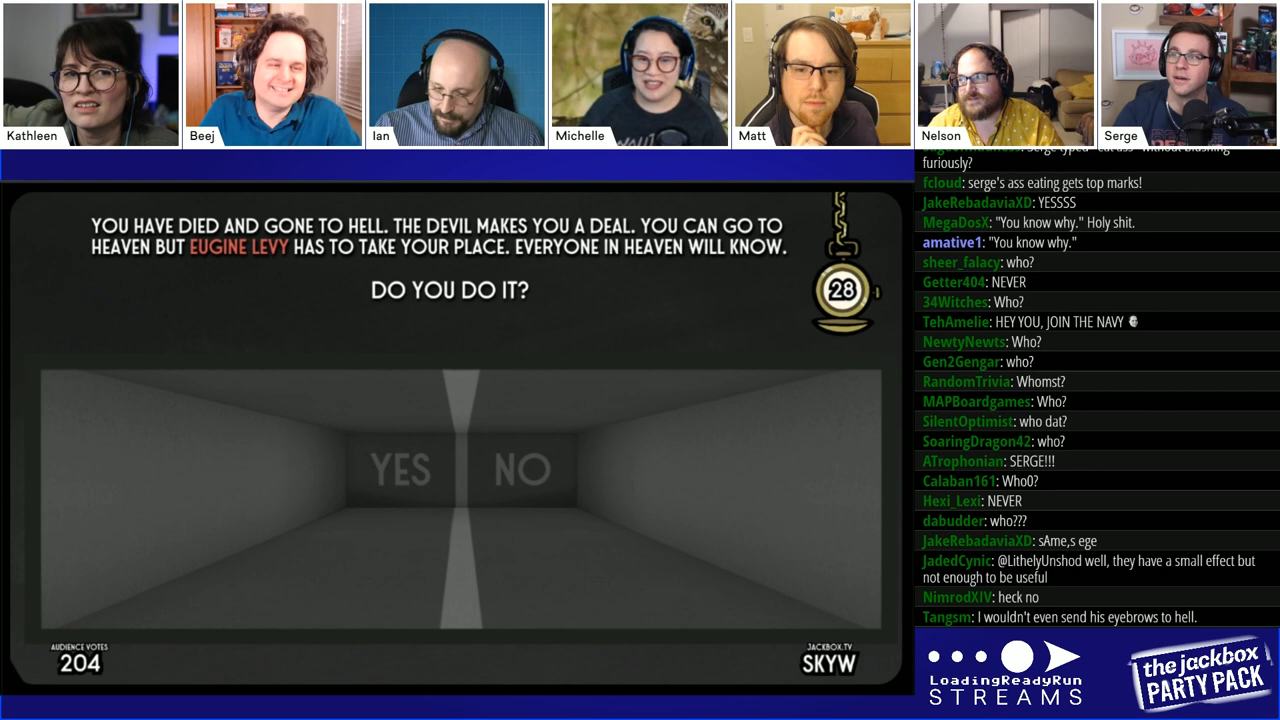 Kathleen
Beej
Ian
Michelle
Matt
Nelson
Serge
YOU HAVE DIED AND GONE TO HELL. THE DEVIL MAKES YOU A DEAL. YOU CAN GO TO
HEAVEN BUT EUGINE LEVY HAS TO TAKE YOUR PLACE. EVERYONE IN HEAVEN WILL KNOW.
DO YOU DO IT?
28
YES NO
AUDIENCE VOTES
204
JACKBOX.TV
SKYW
furiously?
fcloud: serge's ass eating gets top marks!
JakeRebadaviaXD: YESSSS
MegaDosX: "You know why." Holy shit.
amative1: "You know why."
sheer_falacy: who?
Getter404: NEVER
34Witches: Who?
TehAmelie: HEY YOU, JOIN THE NAVY
NewtyNewts: Who?
Gen2Gengar: who?
RandomTrivia: Whomst?
MAPBoardgames: Who?
SilentOptimist: who dat?
SoaringDragon42: who?
ATrophonian: SERGE!!!
Calaban161: Who0?
Hexi_Lexi: NEVER
dabudder: who???
JakeRebadaviaXD: sAme,s ege
JadedCynic: @LithelyUnshod well, they have a small effect but
not enough to be useful
NimrodXIV: heck no
Tangsm: I wouldn't even send his eyebrows to hell.
LoadingReadyRun
STREAMS
the jackbox
PARTY PACK